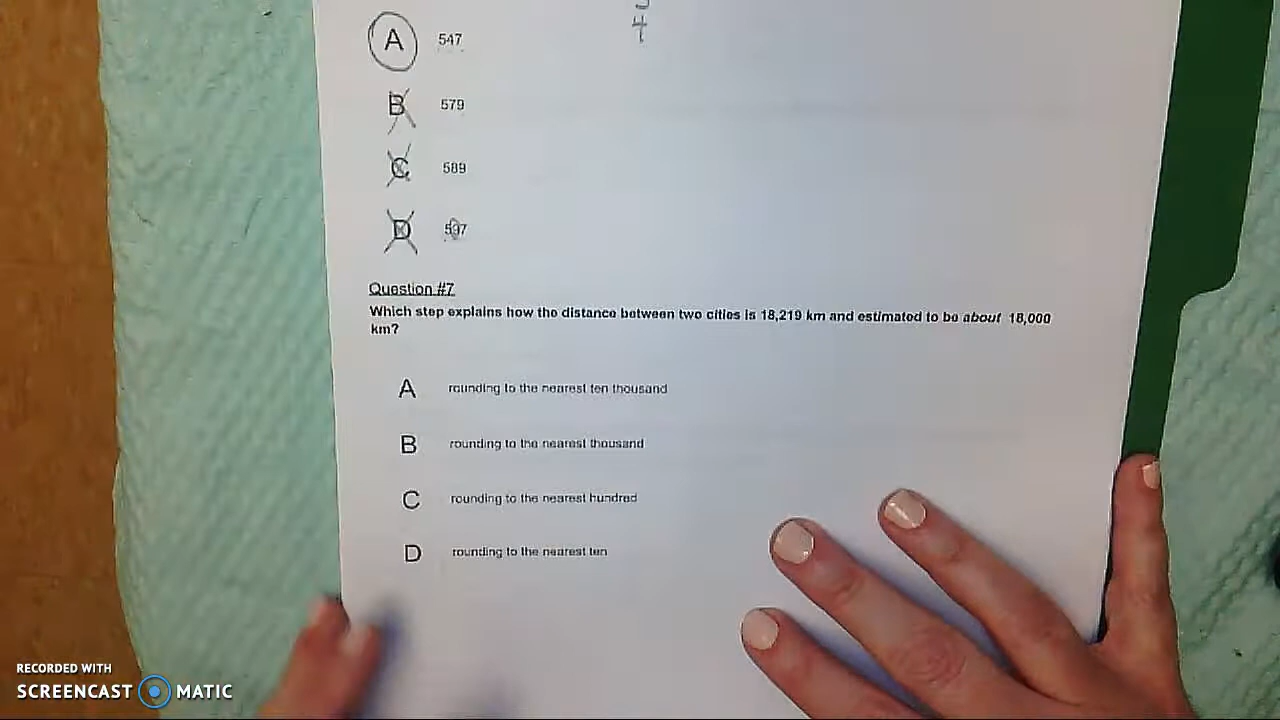 4
A 547
B 579
C 589
D 597
Question #7
Which step explains how the distance between two cities is 18,219 km and estimated to be about 18,000
km?
A rounding to the nearest ten thousand
B rounding to the nearest thousand
C rounding to the nearest hundred
D rounding to the nearest ten
RECORDED WITH
SCREENCAST MATIC